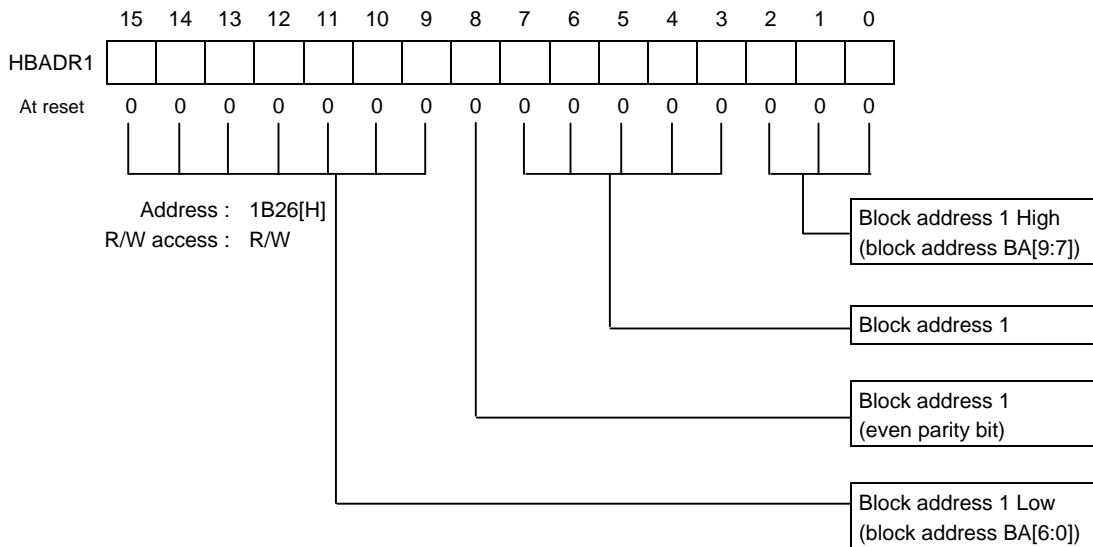 15 14 13 12 11 10 9 8 7 6 5 4 3 2 1 0
HBADR1
At reset 0 0 0 0 0 0 0 0 0 0 0 0 0 0 0 0
Address : 1B26[H]
R/W access : R/W
Block address 1 High
(block address BA[9:7])
Block address 1
Block address 1
(even parity bit)
Block address 1 Low
(block address BA[6:0])